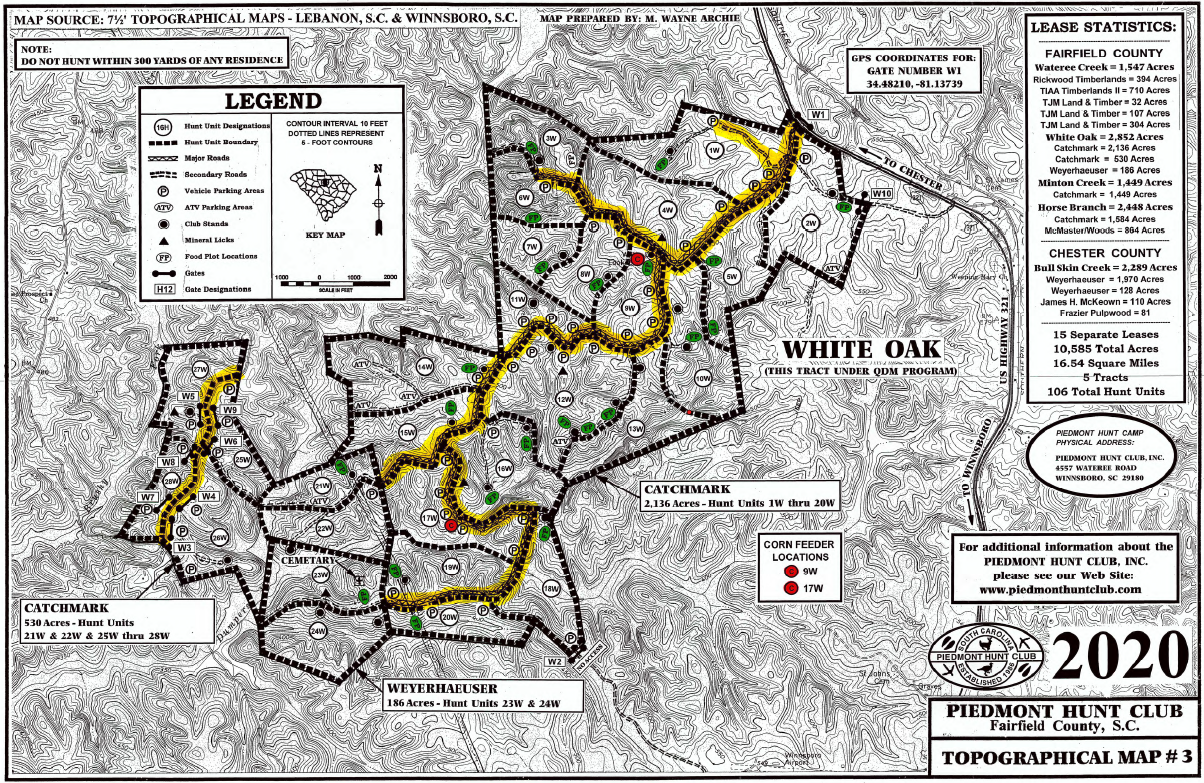 MAP SOURCE: 7½' TOPOGRAPHICAL MAPS - LEBANON, S.C. & WINNSBORO, S.C.
MAP PREPARED BY: M. WAYNE ARCHIE
NOTE:
DO NOT HUNT WITHIN 300 YARDS OF ANY RESIDENCE
LEGEND
16H Hunt Unit Designations
Hunt Unit Boundary
Major Roads
Secondary Roads
P Vehicle Parking Areas
ATV ATV Parking Areas
Club Stands
Mineral Licks
FP Food Plot Locations
Gates
H12 Gate Designations
CONTOUR INTERVAL 10 FEET
DOTTED LINES REPRESENT
5 - FOOT CONTOURS
N
KEY MAP
1000 0 1000 2000
SCALE IN FEET
GPS COORDINATES FOR:
GATE NUMBER W1
34.48210, -81.13739
LEASE STATISTICS:
FAIRFIELD COUNTY
Wateree Creek = 1,547 Acres
Rickwood Timberlands = 394 Acres
TIAA Timberlands II = 710 Acres
TJM Land & Timber = 32 Acres
TJM Land & Timber = 107 Acres
TJM Land & Timber = 304 Acres
White Oak = 2,852 Acres
Catchmark = 2,136 Acres
Catchmark = 530 Acres
Weyerhaeuser = 186 Acres
Minton Creek = 1,449 Acres
Catchmark = 1,449 Acres
Horse Branch = 2,448 Acres
Catchmark = 1,584 Acres
McMaster/Woods = 864 Acres
CHESTER COUNTY
Bull Skin Creek = 2,289 Acres
Weyerhaeuser = 1,970 Acres
Weyerhaeuser = 128 Acres
James H. McKeown = 110 Acres
Frazier Pulpwood = 81
15 Separate Leases
10,585 Total Acres
16.54 Square Miles
5 Tracts
106 Total Hunt Units
W1
TO CHESTER
W10
1W
2W
3W
4W
5W
6W
7W
8W
9W
10W
11W
12W
13W
14W
15W
16W
17W
18W
19W
20W
21W
22W
23W
24W
25W
26W
27W
28W
W5
W9
W6
W8
W7
W4
W3
W2
NO ACCESS
CEMETARY
WHITE OAK
(THIS TRACT UNDER QDM PROGRAM)
US HIGHWAY 321
TO WINNSBORO
PIEDMONT HUNT CAMP
PHYSICAL ADDRESS:
PIEDMONT HUNT CLUB, INC.
4557 WATEREE ROAD
WINNSBORO, SC 29180
CATCHMARK
2,136 Acres - Hunt Units 1W thru 20W
CORN FEEDER
LOCATIONS
C 9W
C 17W
For additional information about the
PIEDMONT HUNT CLUB, INC.
please see our Web Site:
www.piedmonthuntclub.com
CATCHMARK
530 Acres - Hunt Units
21W & 22W & 25W thru 28W
WEYERHAEUSER
186 Acres - Hunt Units 23W & 24W
SOUTH CAROLINA
PIEDMONT HUNT CLUB
2020
PIEDMONT HUNT CLUB
Fairfield County, S.C.
TOPOGRAPHICAL MAP # 3